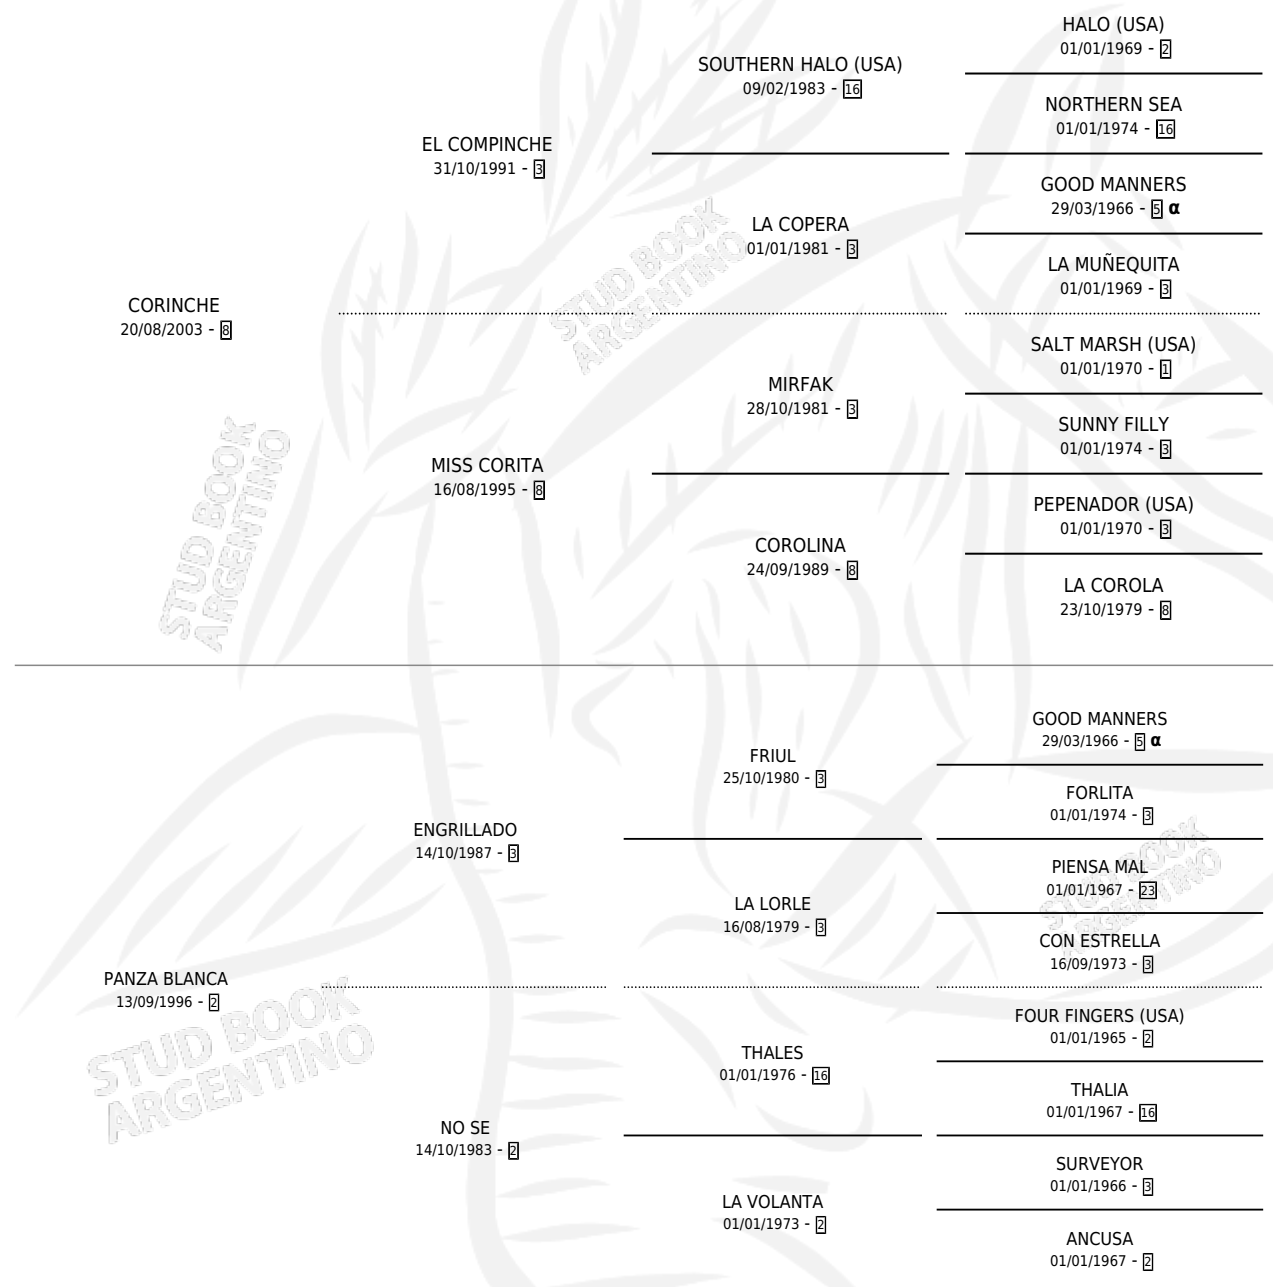 HALO (USA)
01/01/1969 - 2
SOUTHERN HALO (USA)
09/02/1983 - 16
NORTHERN SEA
01/01/1974 - 16
EL COMPINCHE
31/10/1991 - 3
GOOD MANNERS
29/03/1966 - 5 α
LA COPERA
01/01/1981 - 3
LA MUÑEQUITA
01/01/1969 - 3
STUD BOOK
ARGENTINO
CORINCHE
20/08/2003 - 8
SALT MARSH (USA)
01/01/1970 - 1
MIRFAK
28/10/1981 - 3
SUNNY FILLY
01/01/1974 - 3
MISS CORITA
16/08/1995 - 8
PEPENADOR (USA)
01/01/1970 - 3
COROLINA
24/09/1989 - 8
LA COROLA
23/10/1979 - 8
STUD BOOK
ARGENTINO
GOOD MANNERS
29/03/1966 - 5 α
FRIUL
25/10/1980 - 3
FORLITA
01/01/1974 - 3
ENGRILLADO
14/10/1987 - 3
PIENSA MAL
01/01/1967 - 23
STUD BOOK
ARGENTINO
LA LORLE
16/08/1979 - 3
CON ESTRELLA
16/09/1973 - 3
PANZA BLANCA
13/09/1996 - 2
STUD BOOK
ARGENTINO
FOUR FINGERS (USA)
01/01/1965 - 2
THALES
01/01/1976 - 16
THALIA
01/01/1967 - 16
NO SE
14/10/1983 - 2
SURVEYOR
01/01/1966 - 3
LA VOLANTA
01/01/1973 - 2
ANCUSA
01/01/1967 - 2